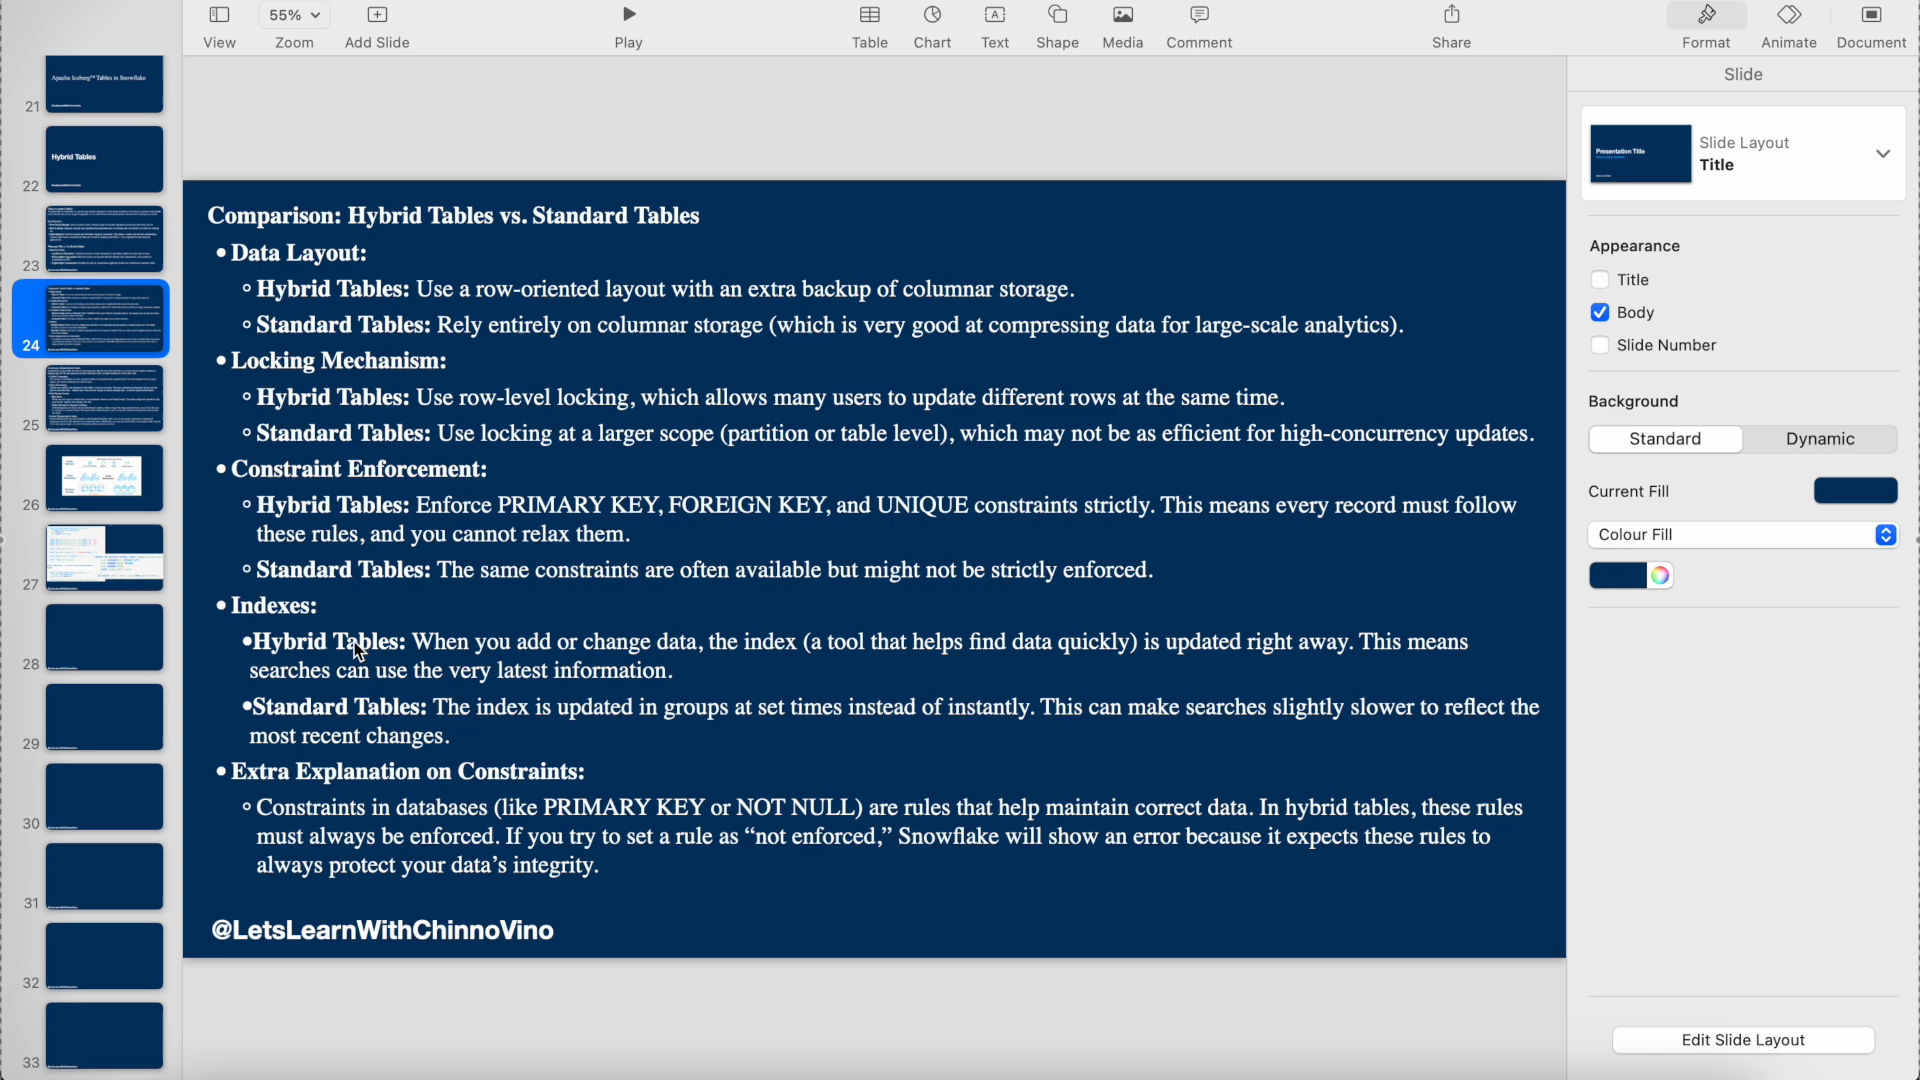 55%
View
Zoom
Add Slide
Play
Table
Chart
Text
Shape
Media
Comment
Share
Format
Animate
Document
Apache Iceberg™ Tables in Snowflake
21
Hybrid Tables
22
23
24
25
26
27
28
29
30
31
32
33
Comparison: Hybrid Tables vs. Standard Tables
• Data Layout:
◦ Hybrid Tables: Use a row-oriented layout with an extra backup of columnar storage.
◦ Standard Tables: Rely entirely on columnar storage (which is very good at compressing data for large-scale analytics).
• Locking Mechanism:
◦ Hybrid Tables: Use row-level locking, which allows many users to update different rows at the same time.
◦ Standard Tables: Use locking at a larger scope (partition or table level), which may not be as efficient for high-concurrency updates.
• Constraint Enforcement:
◦ Hybrid Tables: Enforce PRIMARY KEY, FOREIGN KEY, and UNIQUE constraints strictly. This means every record must follow
these rules, and you cannot relax them.
◦ Standard Tables: The same constraints are often available but might not be strictly enforced.
• Indexes:
•Hybrid Tables: When you add or change data, the index (a tool that helps find data quickly) is updated right away. This means
searches can use the very latest information.
•Standard Tables: The index is updated in groups at set times instead of instantly. This can make searches slightly slower to reflect the
most recent changes.
• Extra Explanation on Constraints:
◦ Constraints in databases (like PRIMARY KEY or NOT NULL) are rules that help maintain correct data. In hybrid tables, these rules
must always be enforced. If you try to set a rule as “not enforced,” Snowflake will show an error because it expects these rules to
always protect your data’s integrity.
@LetsLearnWithChinnoVino
Slide
Presentation Title
Slide Layout
Title
Appearance
Title
Body
Slide Number
Background
Standard
Dynamic
Current Fill
Colour Fill
Edit Slide Layout